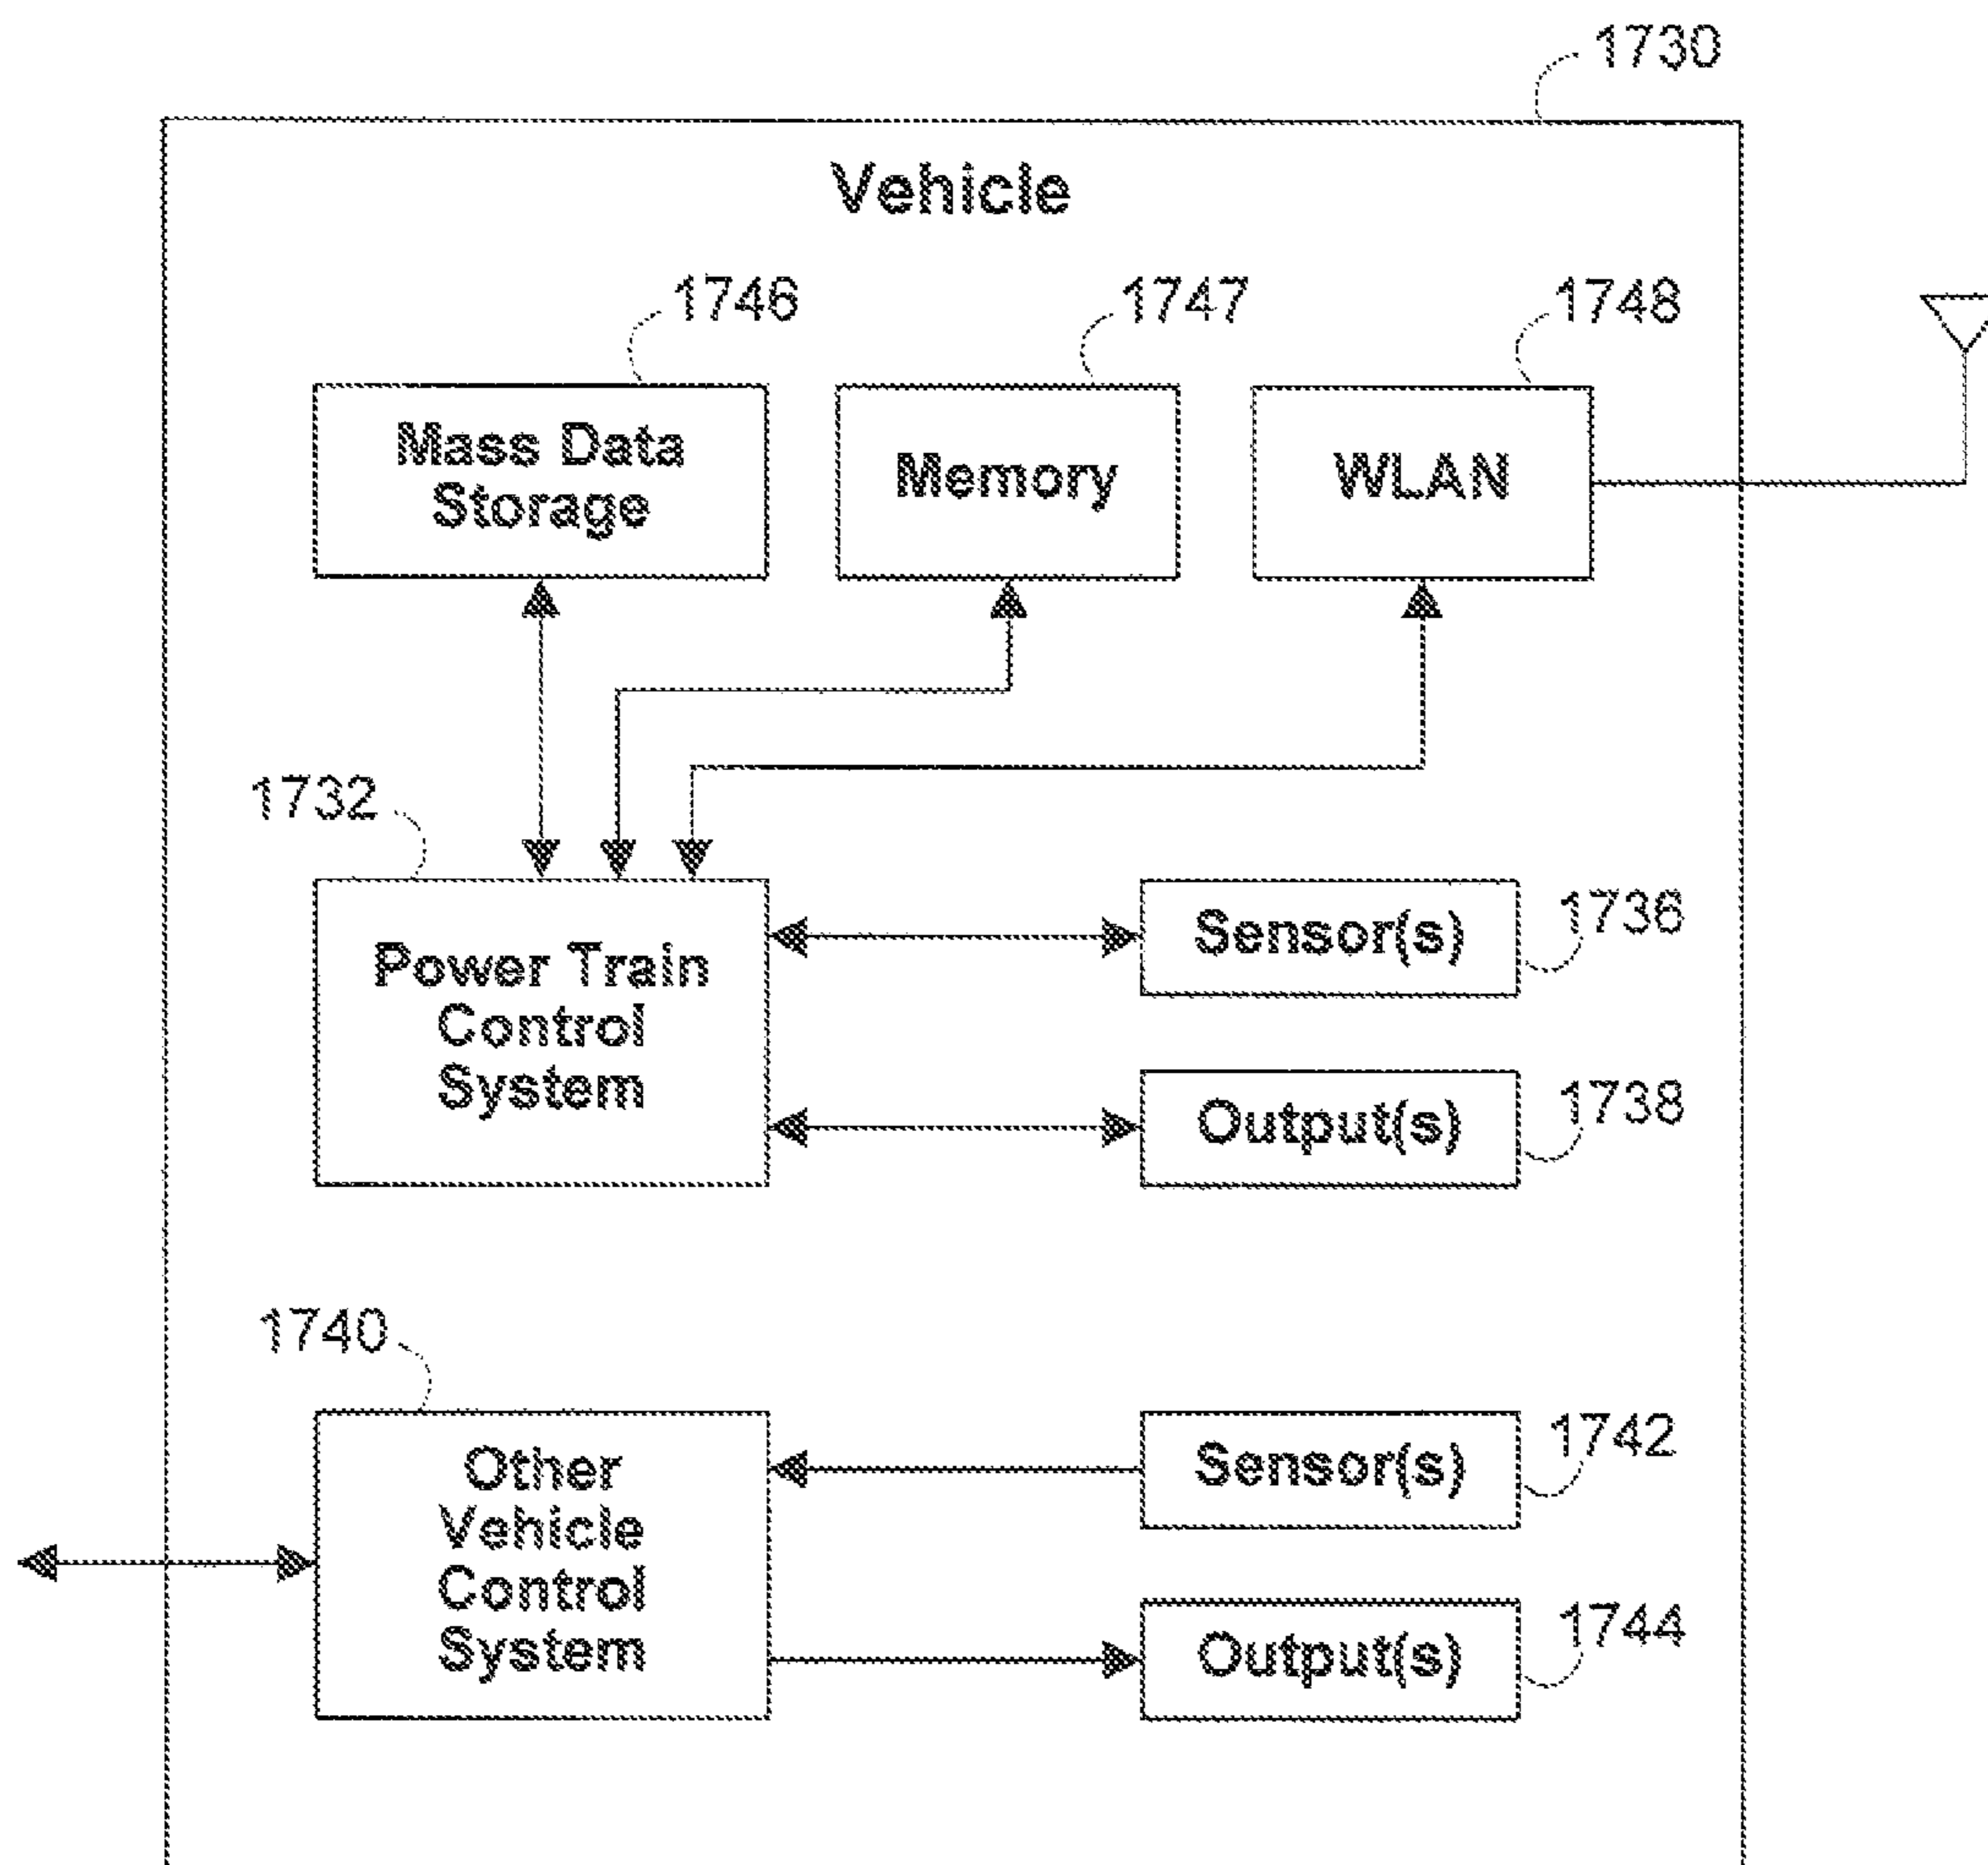 1730
Vehicle
1746
1747
1748
Mass Data
Storage
Memory
WLAN
1732
Power Train
Control
System
Sensor(s)
1736
Output(s)
1738
1740
Other
Vehicle
Control
System
Sensor(s)
1742
Output(s)
1744